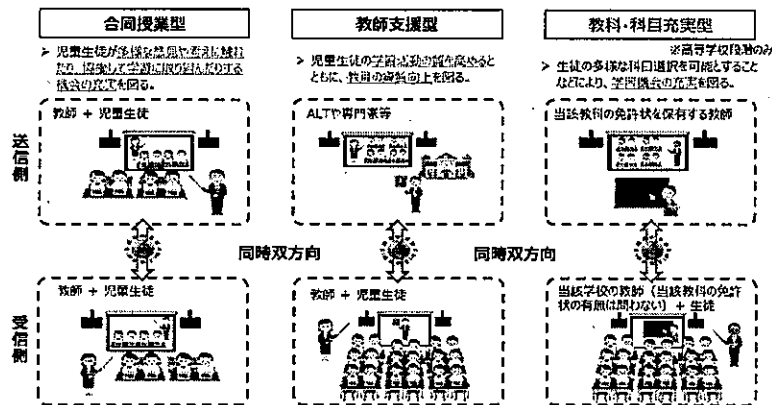 合同授業型
➢ 児童生徒が多様な意見や考えに触れ
たり、協働して学習に取り組んだりする
機会の充実を図る。
教師支援型
➢ 児童生徒の学習活動の質を高めると
ともに、教員の資質向上を図る。
教科・科目充実型
※高等学校段階のみ
➢ 生徒の多様な科目選択を可能とすること
などにより、学習機会の充実を図る。
送信側
教師 + 児童生徒
ALTや専門家等
当該教科の免許状を保有する教師
同時双方向
同時双方向
受信側
教師 + 児童生徒
教師 + 児童生徒
当該学校の教師（当該教科の免許
状の有無は問わない）+ 生徒